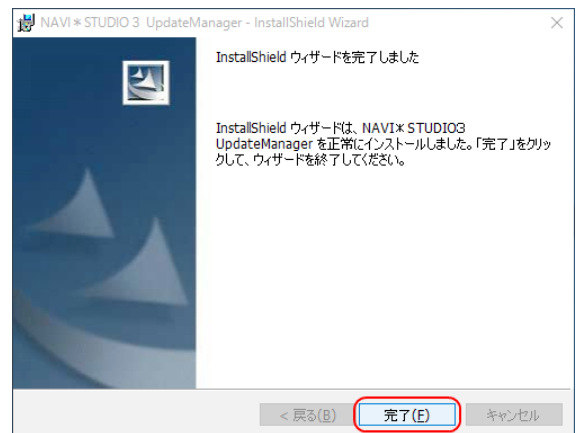 NAVI＊STUDIO 3 UpdateManager - InstallShield Wizard
InstallShield ウィザードを完了しました
InstallShield ウィザードは、NAVI＊STUDIO3
UpdateManager を正常にインストールしました。「完了」をクリッ
クして、ウィザードを終了してください。
< 戻る(B)
完了(F)
キャンセル